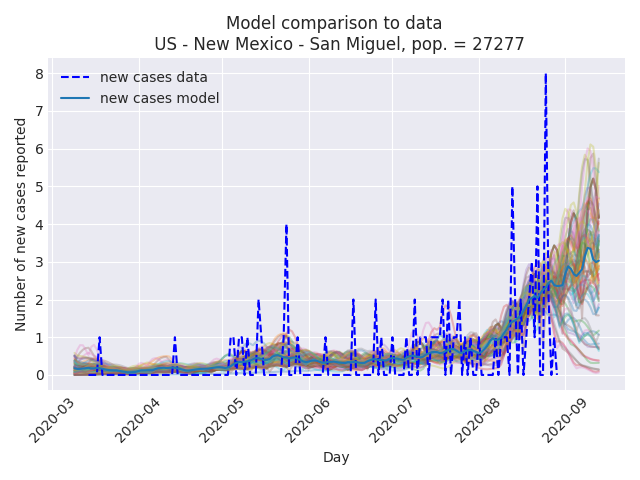 Model comparison to data
US - New Mexico - San Miguel, pop. = 27277
new cases data
new cases model
Number of new cases reported
8
7
6
5
4
3
2
1
0
2020-03
2020-04
2020-05
2020-06
2020-07
2020-08
2020-09
Day